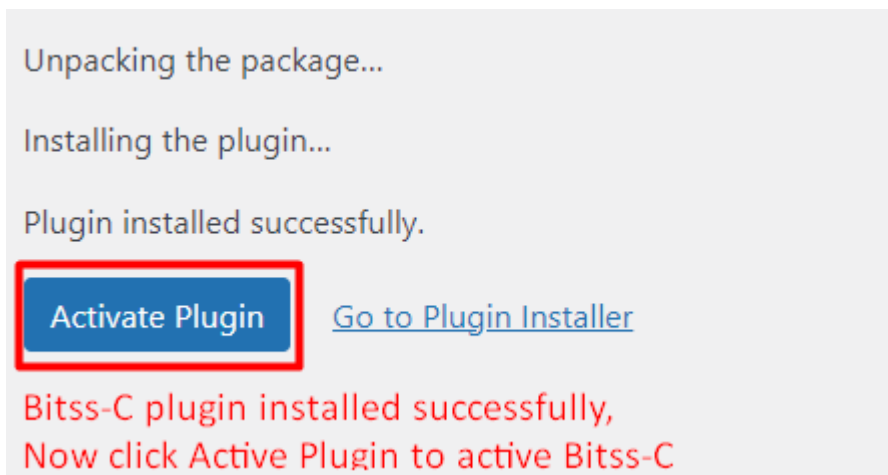 Unpacking the package...
Installing the plugin...
Plugin installed successfully.
Activate Plugin Go to Plugin Installer
Bitss-C plugin installed successfully,
Now click Active Plugin to active Bitss-C